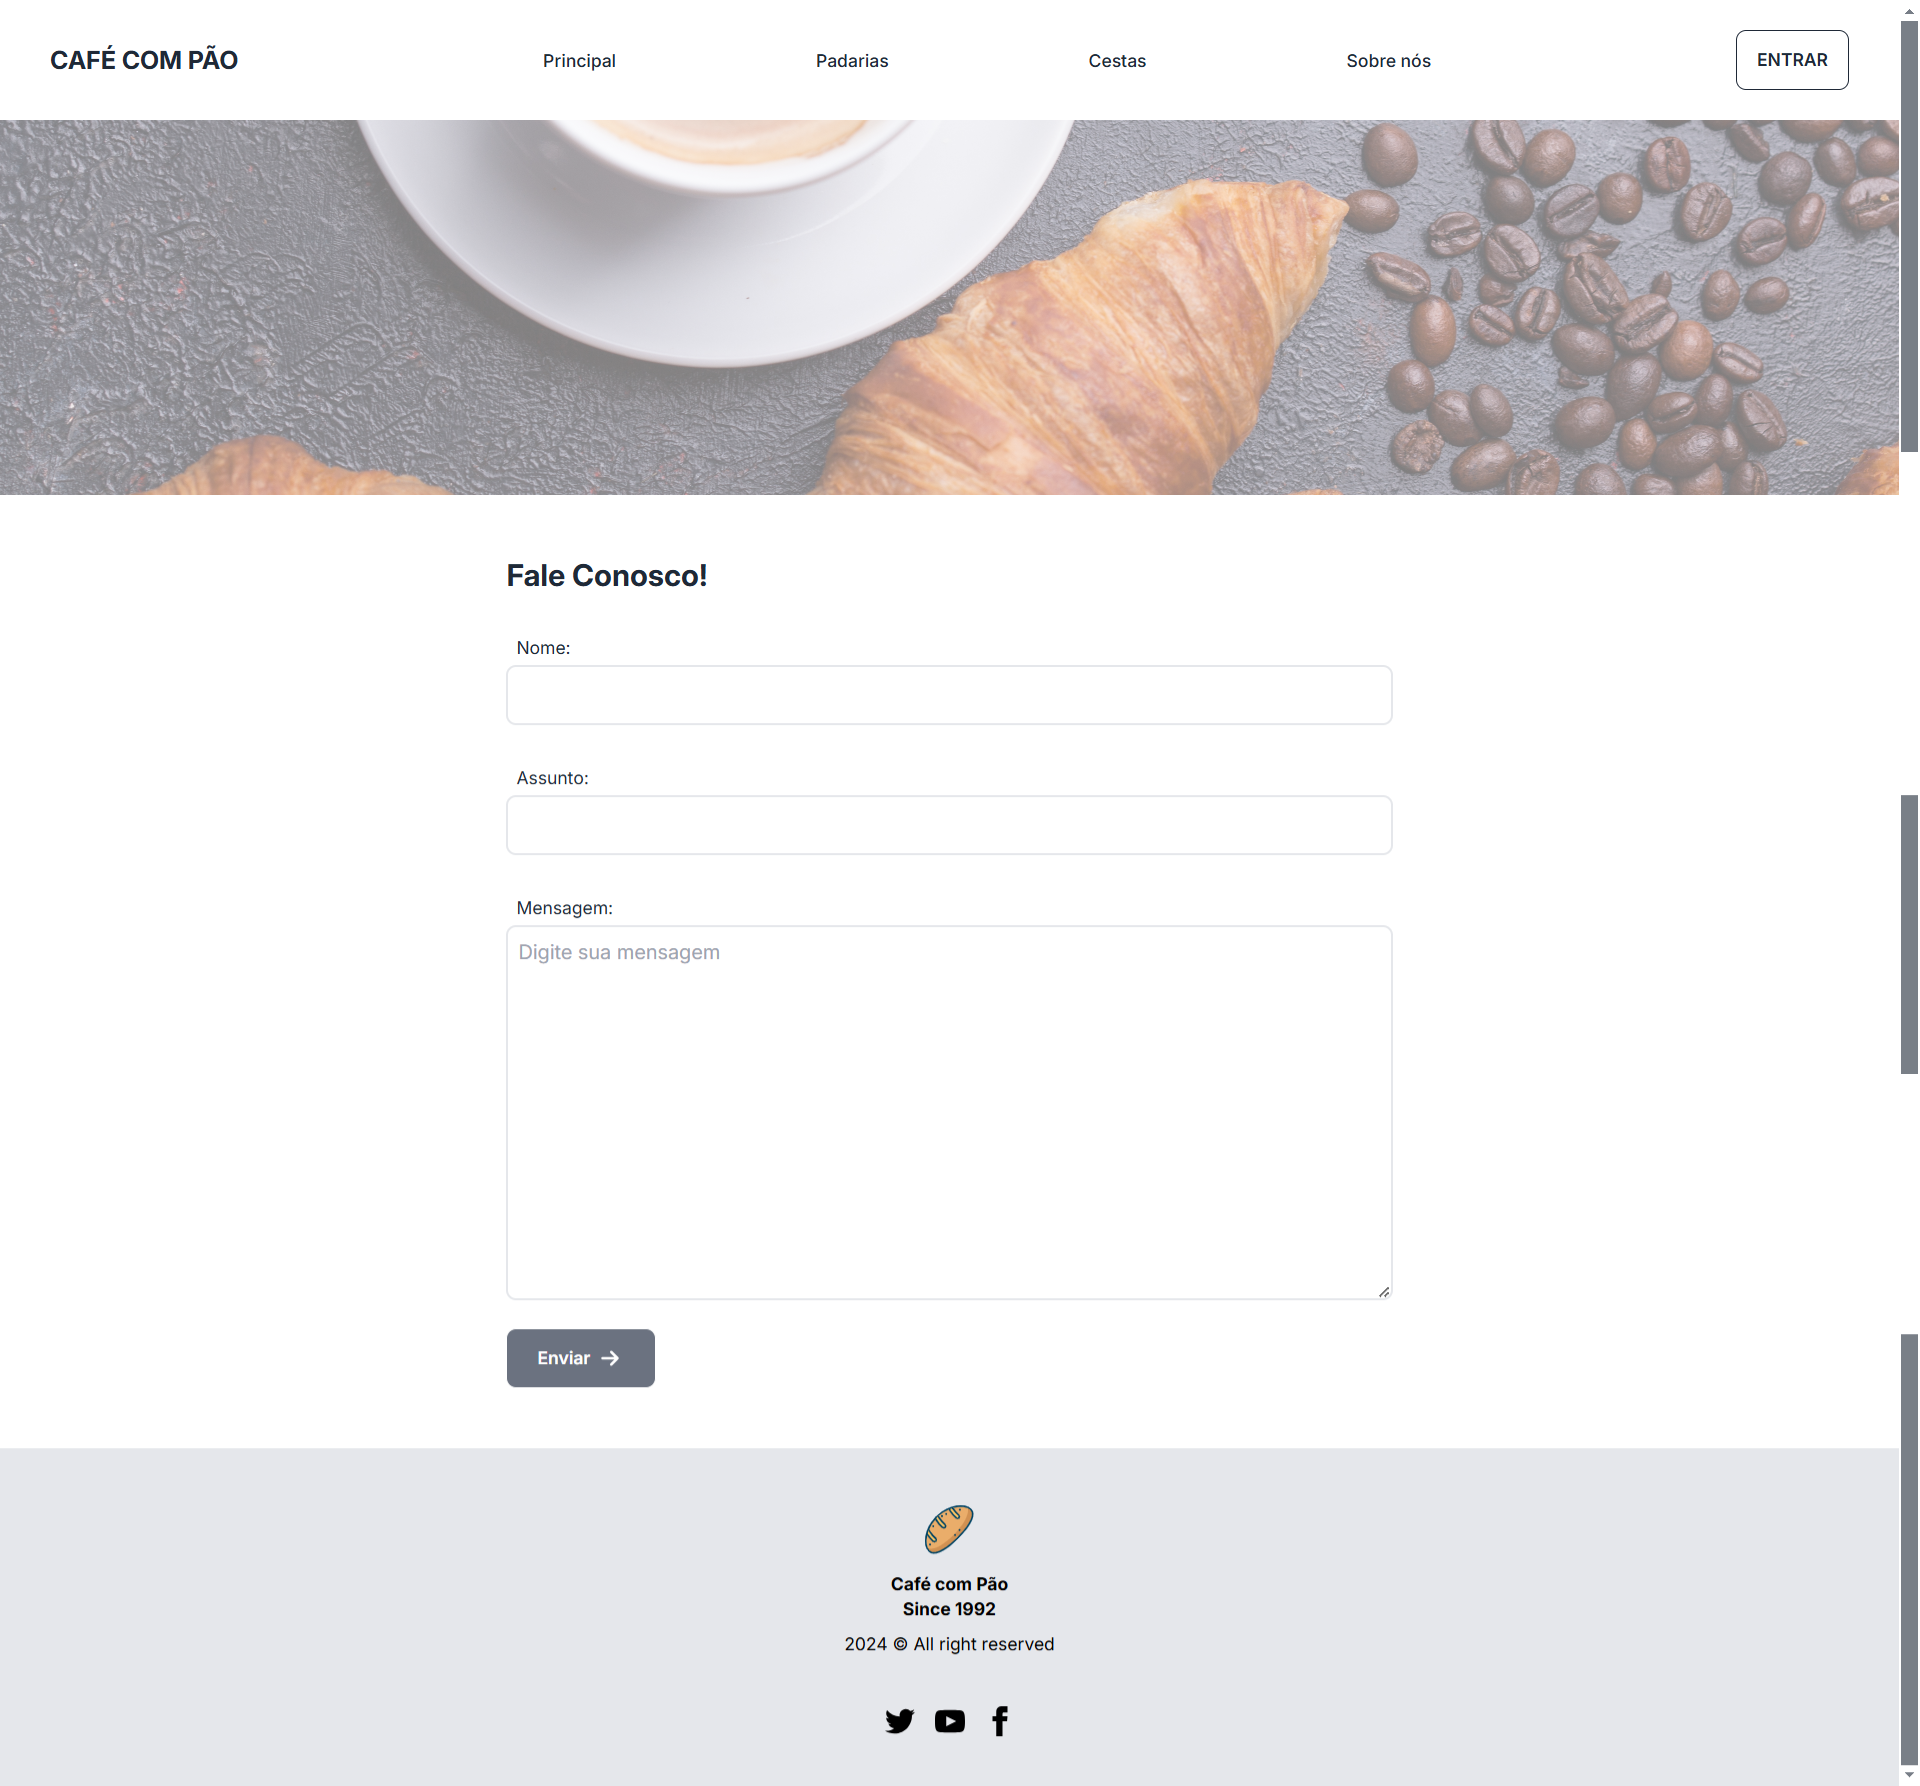 CAFÉ COM PÃO
Principal
Padarias
Cestas
Sobre nós
ENTRAR
Fale Conosco!
Nome:
Assunto:
Mensagem:
Digite sua mensagem
Enviar
Café com Pão
Since 1992
2024 © All right reserved